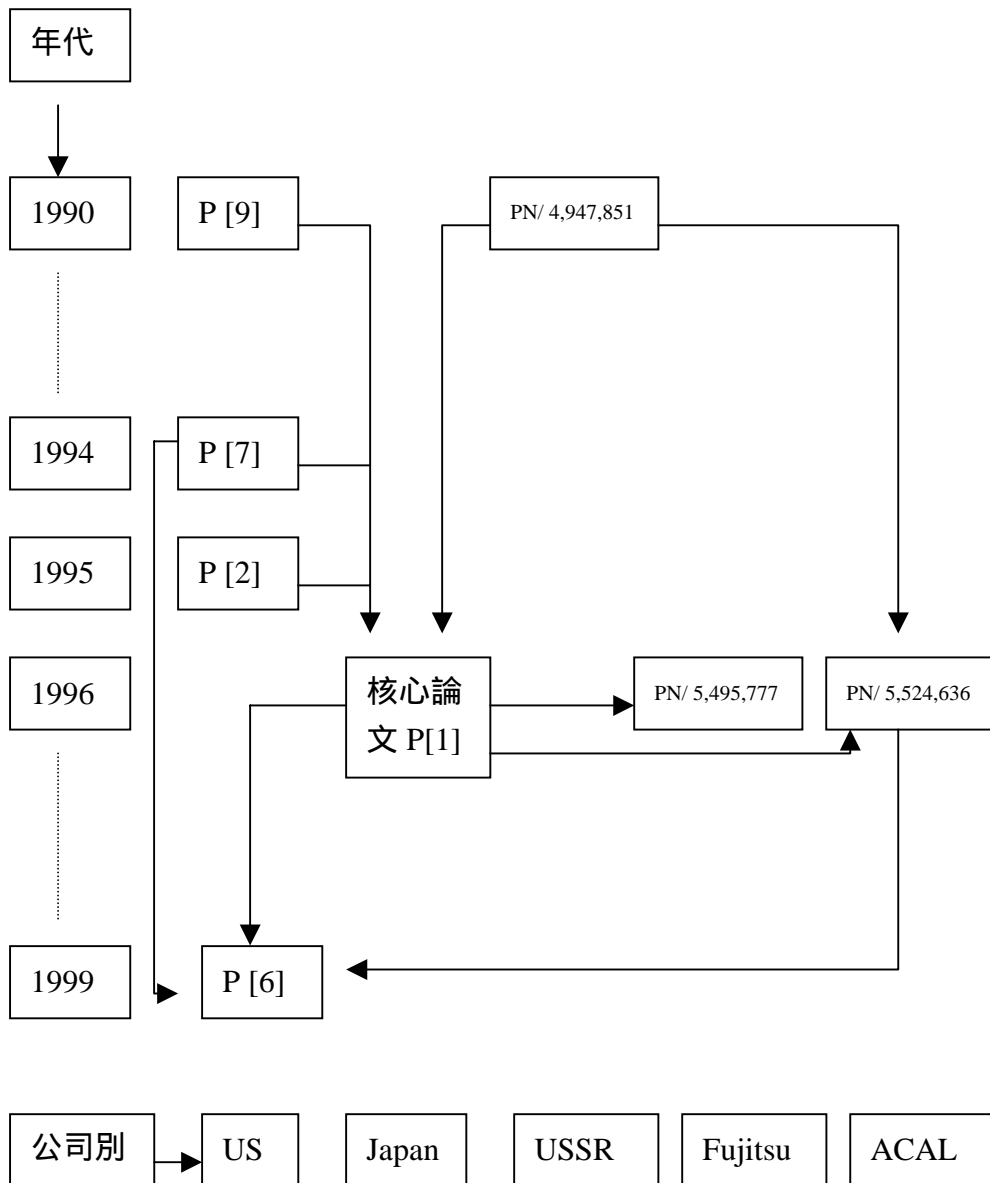 年代
1990
P [9]
PN/ 4,947,851
1994
P [7]
1995
P [2]
1996
核心論
文 P[1]
PN/ 5,495,777
PN/ 5,524,636
1999
P [6]
公司別
US
Japan
USSR
Fujitsu
ACAL